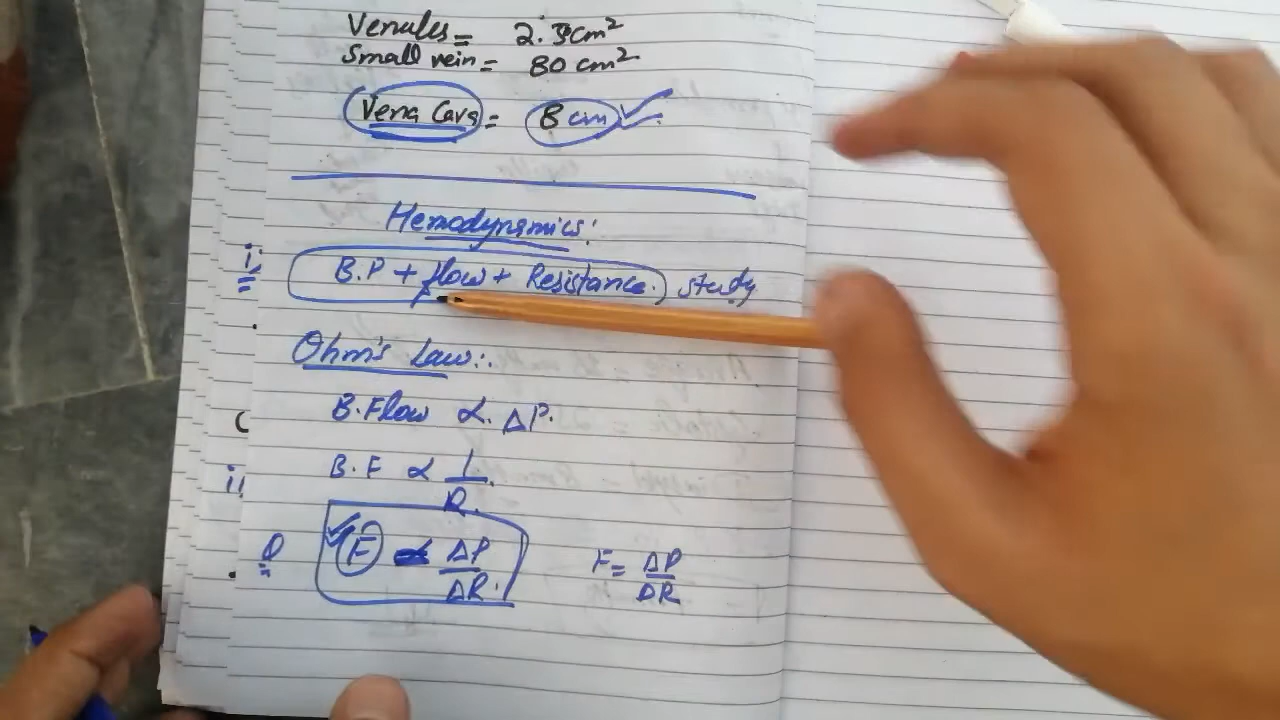 Venules = 2.5cm²
Small vein = 80 cm²
Vena Cava = 8 cm
Hemodynamics:
i; B.P + flow + Resistance. study
Ohm's Law:.
B.Flow ∝. ΔP.
B.F ∝ 1/R.
Q F = ΔP/ΔR. F = ΔP/ΔR